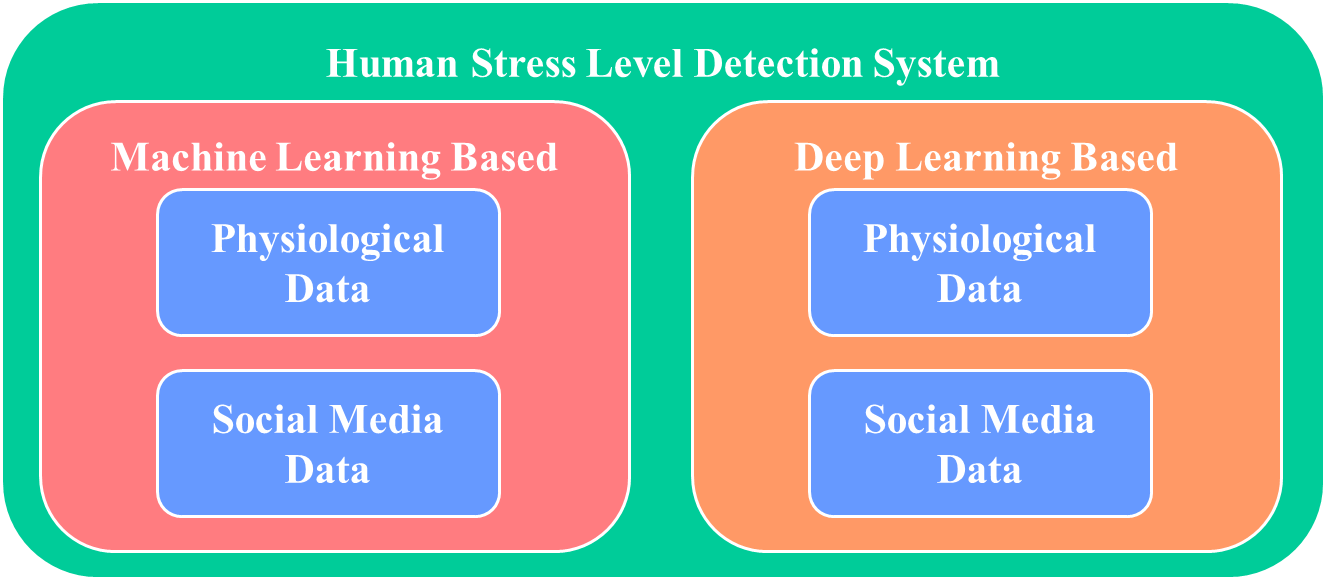 Human Stress Level Detection System
Machine Learning Based
Physiological
Data
Social Media
Data
Deep Learning Based
Physiological
Data
Social Media
Data